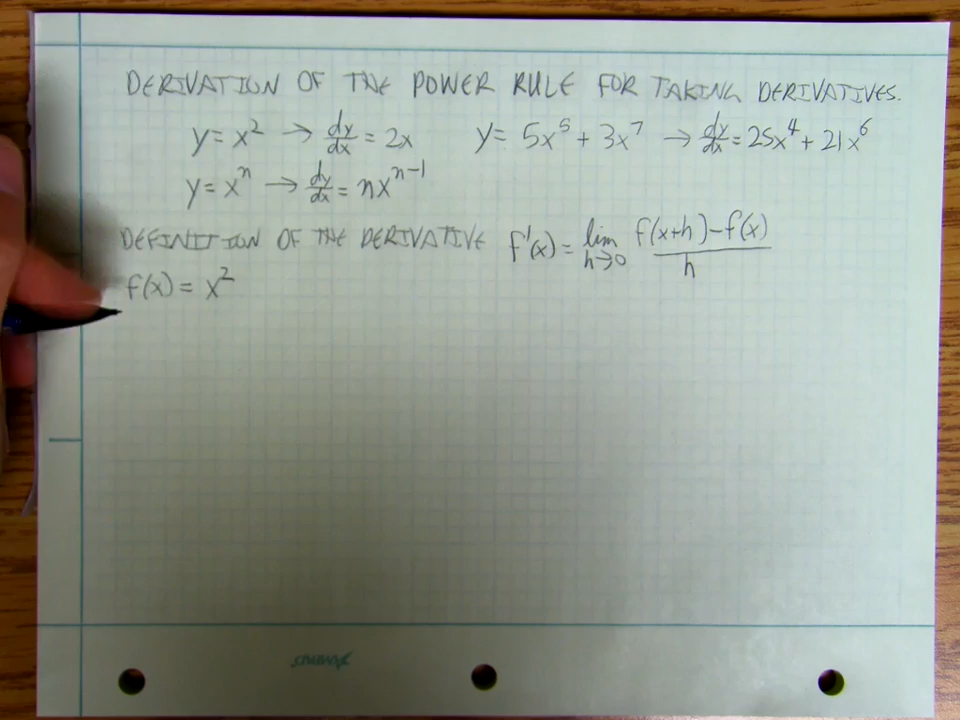 DERIVATION OF THE POWER RULE FOR TAKING DERIVATIVES.
y = x² → dy/dx = 2x y = 5x⁵ + 3x⁷ → dy/dx = 25x⁴ + 21x⁶
y = xⁿ → dy/dx = nxⁿ⁻¹
DEFINITION OF THE DERIVATIVE f'(x) = lim h→0 f(x+h) - f(x) / h
f(x) = x²